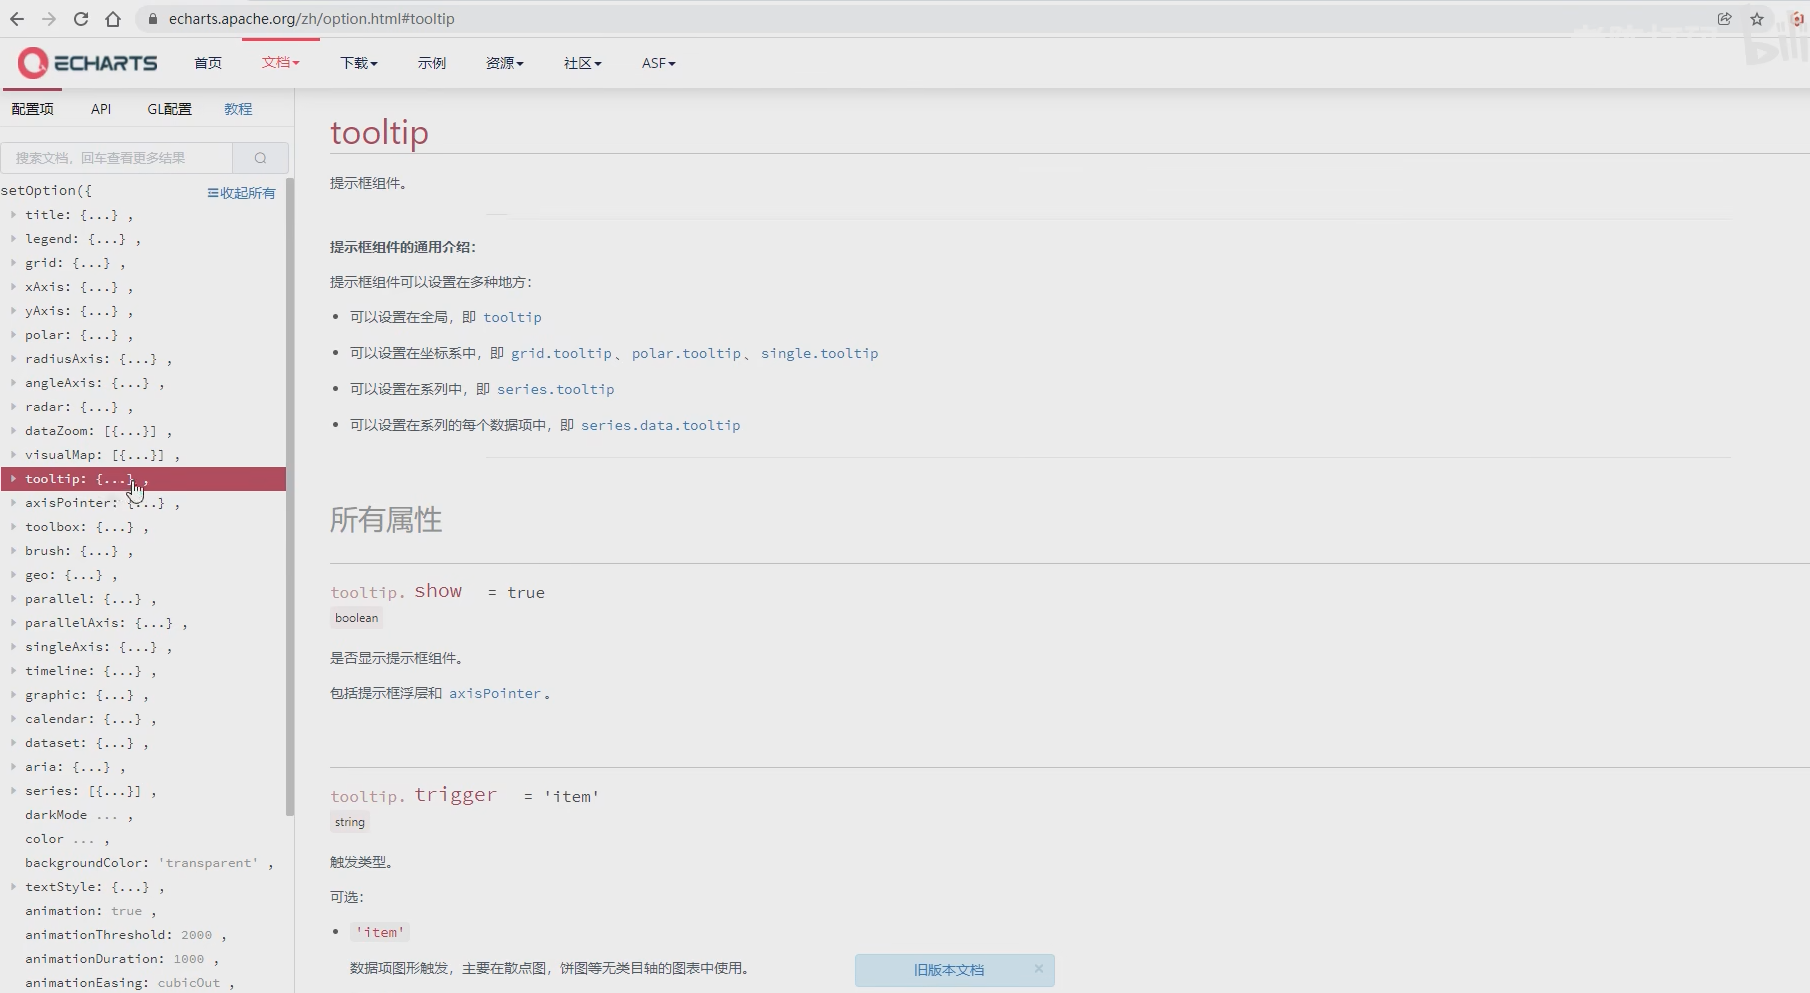 echarts.apache.org/zh/option.html#tooltip
bili
ECHARTS 首页 文档 下载 示例 资源 社区 ASF
配置项 API GL配置 教程
搜索文档，回车查看更多结果
setOption({ 收起所有
title: {...} ,
legend: {...} ,
grid: {...} ,
xAxis: {...} ,
yAxis: {...} ,
polar: {...} ,
radiusAxis: {...} ,
angleAxis: {...} ,
radar: {...} ,
dataZoom: [{...}] ,
visualMap: [{...}] ,
tooltip: {...} ,
axisPointer: {...} ,
toolbox: {...} ,
brush: {...} ,
geo: {...} ,
parallel: {...} ,
parallelAxis: {...} ,
singleAxis: {...} ,
timeline: {...} ,
graphic: {...} ,
calendar: {...} ,
dataset: {...} ,
aria: {...} ,
series: [{...}] ,
darkMode ... ,
color ... ,
backgroundColor: 'transparent' ,
textStyle: {...} ,
animation: true ,
animationThreshold: 2000 ,
animationDuration: 1000 ,
animationEasing: cubicOut ,
tooltip
提示框组件。
提示框组件的通用介绍：
提示框组件可以设置在多种地方：
• 可以设置在全局，即 tooltip
• 可以设置在坐标系中，即 grid.tooltip、polar.tooltip、single.tooltip
• 可以设置在系列中，即 series.tooltip
• 可以设置在系列的每个数据项中，即 series.data.tooltip
所有属性
tooltip. show = true
boolean
是否显示提示框组件。
包括提示框浮层和 axisPointer。
tooltip. trigger = 'item'
string
触发类型。
可选：
• 'item'
数据项图形触发，主要在散点图，饼图等无类目轴的图表中使用。
旧版本文档 ×